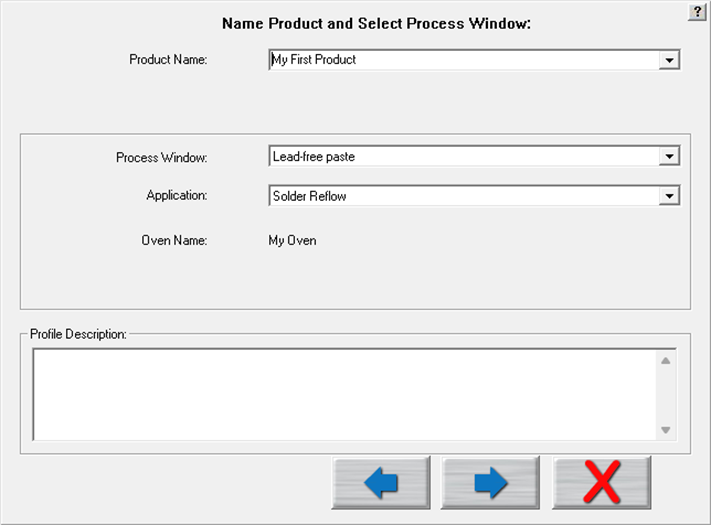 Name Product and Select Process Window:
?
Product Name:
My First Product
Process Window:
Lead-free paste
Application:
Solder Reflow
Oven Name:
My Oven
Profile Description: